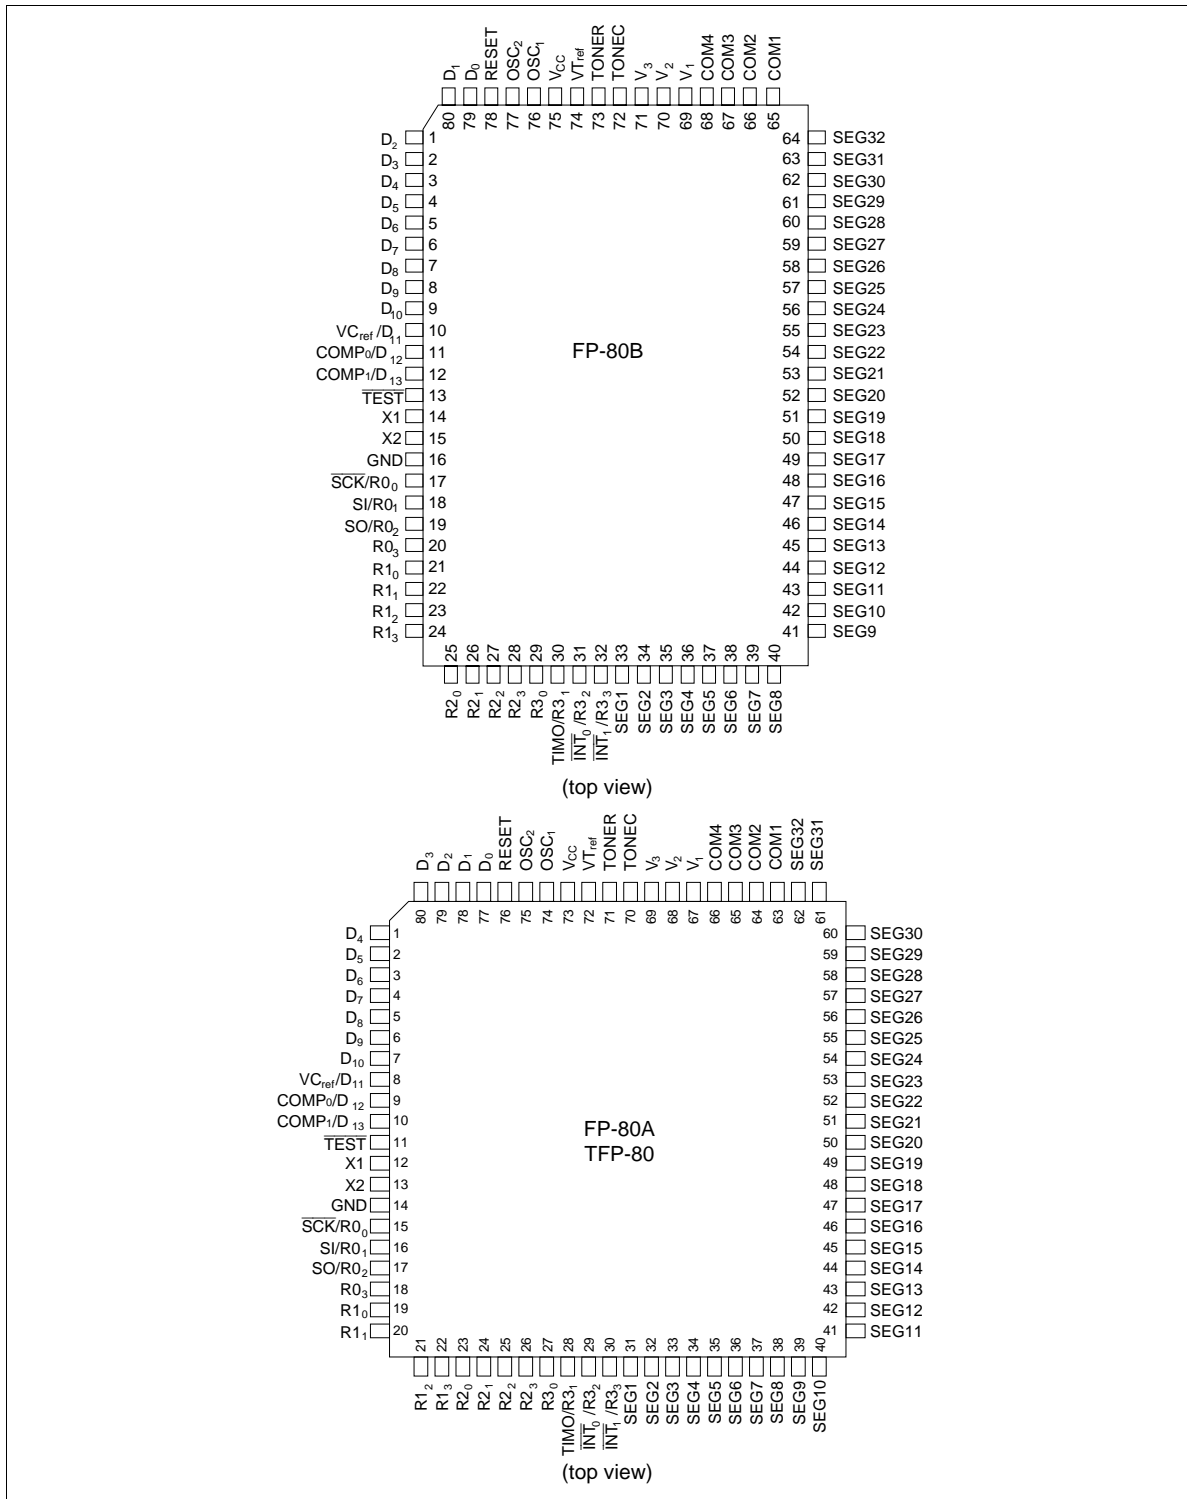 D1 D0 RESET OSC2 OSC1 VCC VTref TONER TONEC V3 V2 V1 COM4 COM3 COM2 COM1
80 79 78 77 76 75 74 73 72 71 70 69 68 67 66 65
D2 1 64 SEG32
D3 2 63 SEG31
D4 3 62 SEG30
D5 4 61 SEG29
D6 5 60 SEG28
D7 6 59 SEG27
D8 7 58 SEG26
D9 8 57 SEG25
D10 9 56 SEG24
VCref/D11 10 55 SEG23
FP-80B
COMP0/D12 11 54 SEG22
COMP1/D13 12 53 SEG21
TEST 13 52 SEG20
X1 14 51 SEG19
X2 15 50 SEG18
GND 16 49 SEG17
SCK/R00 17 48 SEG16
SI/R01 18 47 SEG15
SO/R02 19 46 SEG14
R03 20 45 SEG13
R10 21 44 SEG12
R11 22 43 SEG11
R12 23 42 SEG10
R13 24 41 SEG9
25 26 27 28 29 30 31 32 33 34 35 36 37 38 39 40
R20 R21 R22 R23 R30 TIMO/R31 INT0/R32 INT1/R33 SEG1 SEG2 SEG3 SEG4 SEG5 SEG6 SEG7 SEG8
(top view)
D3 D2 D1 D0 RESET OSC2 OSC1 VCC VTref TONER TONEC V3 V2 V1 COM4 COM3 COM2 COM1 SEG32 SEG31
80 79 78 77 76 75 74 73 72 71 70 69 68 67 66 65 64 63 62 61
D4 1 60 SEG30
D5 2 59 SEG29
D6 3 58 SEG28
D7 4 57 SEG27
D8 5 56 SEG26
D9 6 55 SEG25
D10 7 54 SEG24
VCref/D11 8 53 SEG23
COMP0/D12 9 52 SEG22
COMP1/D13 10 51 SEG21
FP-80A
TFP-80
TEST 11 50 SEG20
X1 12 49 SEG19
X2 13 48 SEG18
GND 14 47 SEG17
SCK/R00 15 46 SEG16
SI/R01 16 45 SEG15
SO/R02 17 44 SEG14
R03 18 43 SEG13
R10 19 42 SEG12
R11 20 41 SEG11
21 22 23 24 25 26 27 28 29 30 31 32 33 34 35 36 37 38 39 40
R12 R13 R20 R21 R22 R23 R30 TIMO/R31 INT0/R32 INT1/R33 SEG1 SEG2 SEG3 SEG4 SEG5 SEG6 SEG7 SEG8 SEG9 SEG10
(top view)